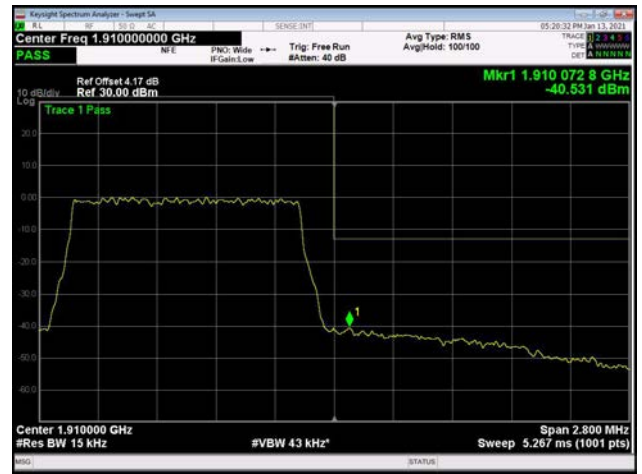 Keysight Spectrum Analyzer - Swept SA
RL RF 50 Ω AC SENSE:INT 05:20:32 PM Jan 13, 2021
Center Freq 1.910000000 GHz Avg Type: RMS TRACE 1 2 3 4 5 6
PASS NFE PNO: Wide Trig: Free Run Avg|Hold: 100/100 TYPE A WWWWW
IFGain:Low #Atten: 40 dB DET A NNNNN
Ref Offset 4.17 dB Mkr1 1.910 072 8 GHz
10 dB/div Ref 30.00 dBm -40.531 dBm
Log
Trace 1 Pass
20.0
10.0
0.00
-10.0
-20.0
-30.0
1
-40.0
-50.0
-60.0
Center 1.910000 GHz Span 2.800 MHz
#Res BW 15 kHz #VBW 43 kHz* Sweep 5.267 ms (1001 pts)
MSG STATUS